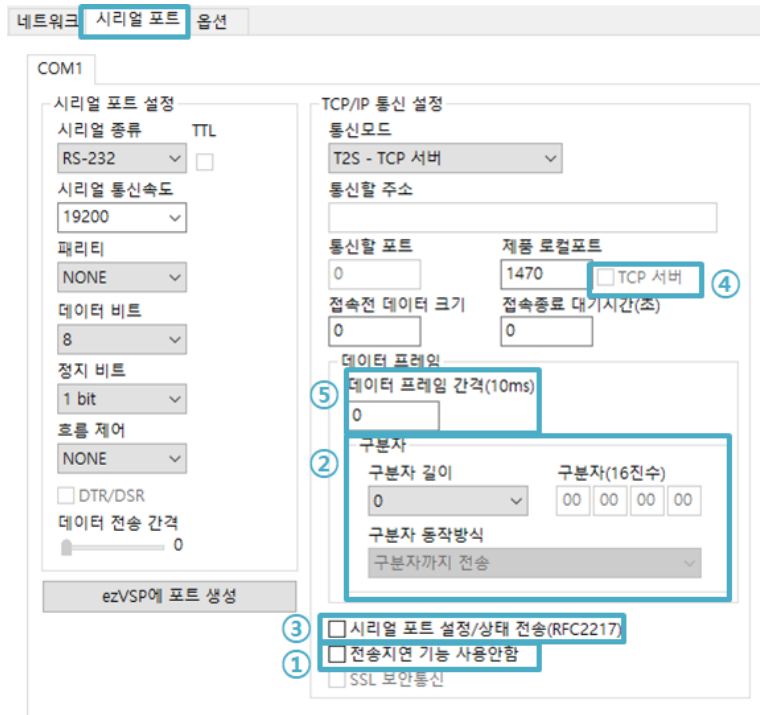 네트워크 시리얼 포트 옵션
COM1
시리얼 포트 설정
시리얼 종류 TTL
RS-232
시리얼 통신속도
19200
패리티
NONE
데이터 비트
8
정지 비트
1 bit
흐름 제어
NONE
DTR/DSR
데이터 전송 간격
0
ezVSP에 포트 생성
TCP/IP 통신 설정
통신모드
T2S - TCP 서버
통신할 주소
통신할 포트 제품 로컬포트
0 1470 TCP 서버 ④
접속전 데이터 크기 접속종료 대기시간(초)
0 0
데이터 프레임
⑤ 데이터 프레임 간격(10ms)
0
② 구분자
구분자 길이 구분자(16진수)
0 00 00 00 00
구분자 동작방식
구분자까지 전송
③ 시리얼 포트 설정/상태 전송(RFC2217)
① 전송지연 기능 사용안함
SSL 보안통신